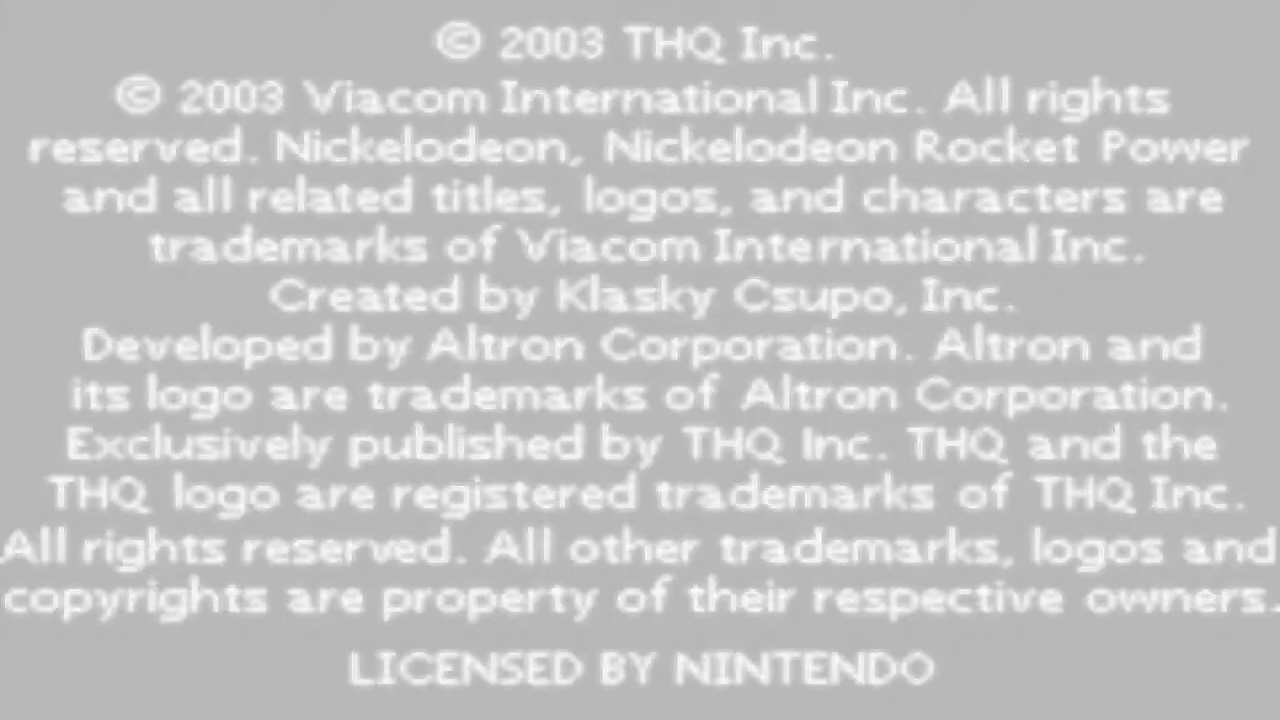 © 2003 THQ Inc.
© 2003 Viacom International Inc. All rights
reserved. Nickelodeon, Nickelodeon Rocket Power
and all related titles, logos, and characters are
trademarks of Viacom International Inc.
Created by Klasky Csupo, Inc.
Developed by Altron Corporation. Altron and
its logo are trademarks of Altron Corporation.
Exclusively published by THQ Inc. THQ and the
THQ logo are registered trademarks of THQ Inc.
All rights reserved. All other trademarks, logos and
copyrights are property of their respective owners.
LICENSED BY NINTENDO